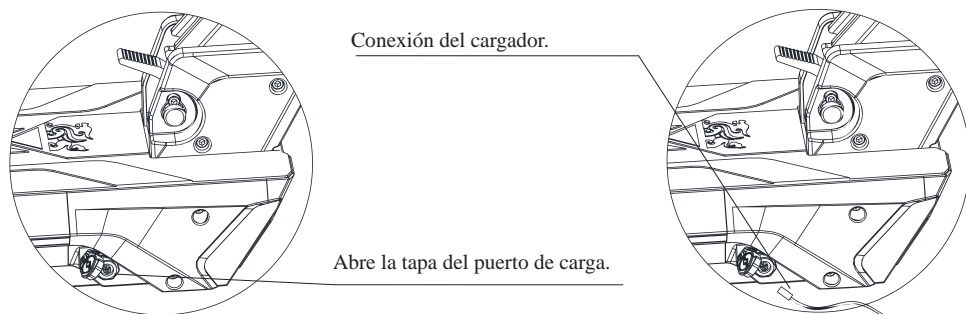 Conexión del cargador.
Abre la tapa del puerto de carga.